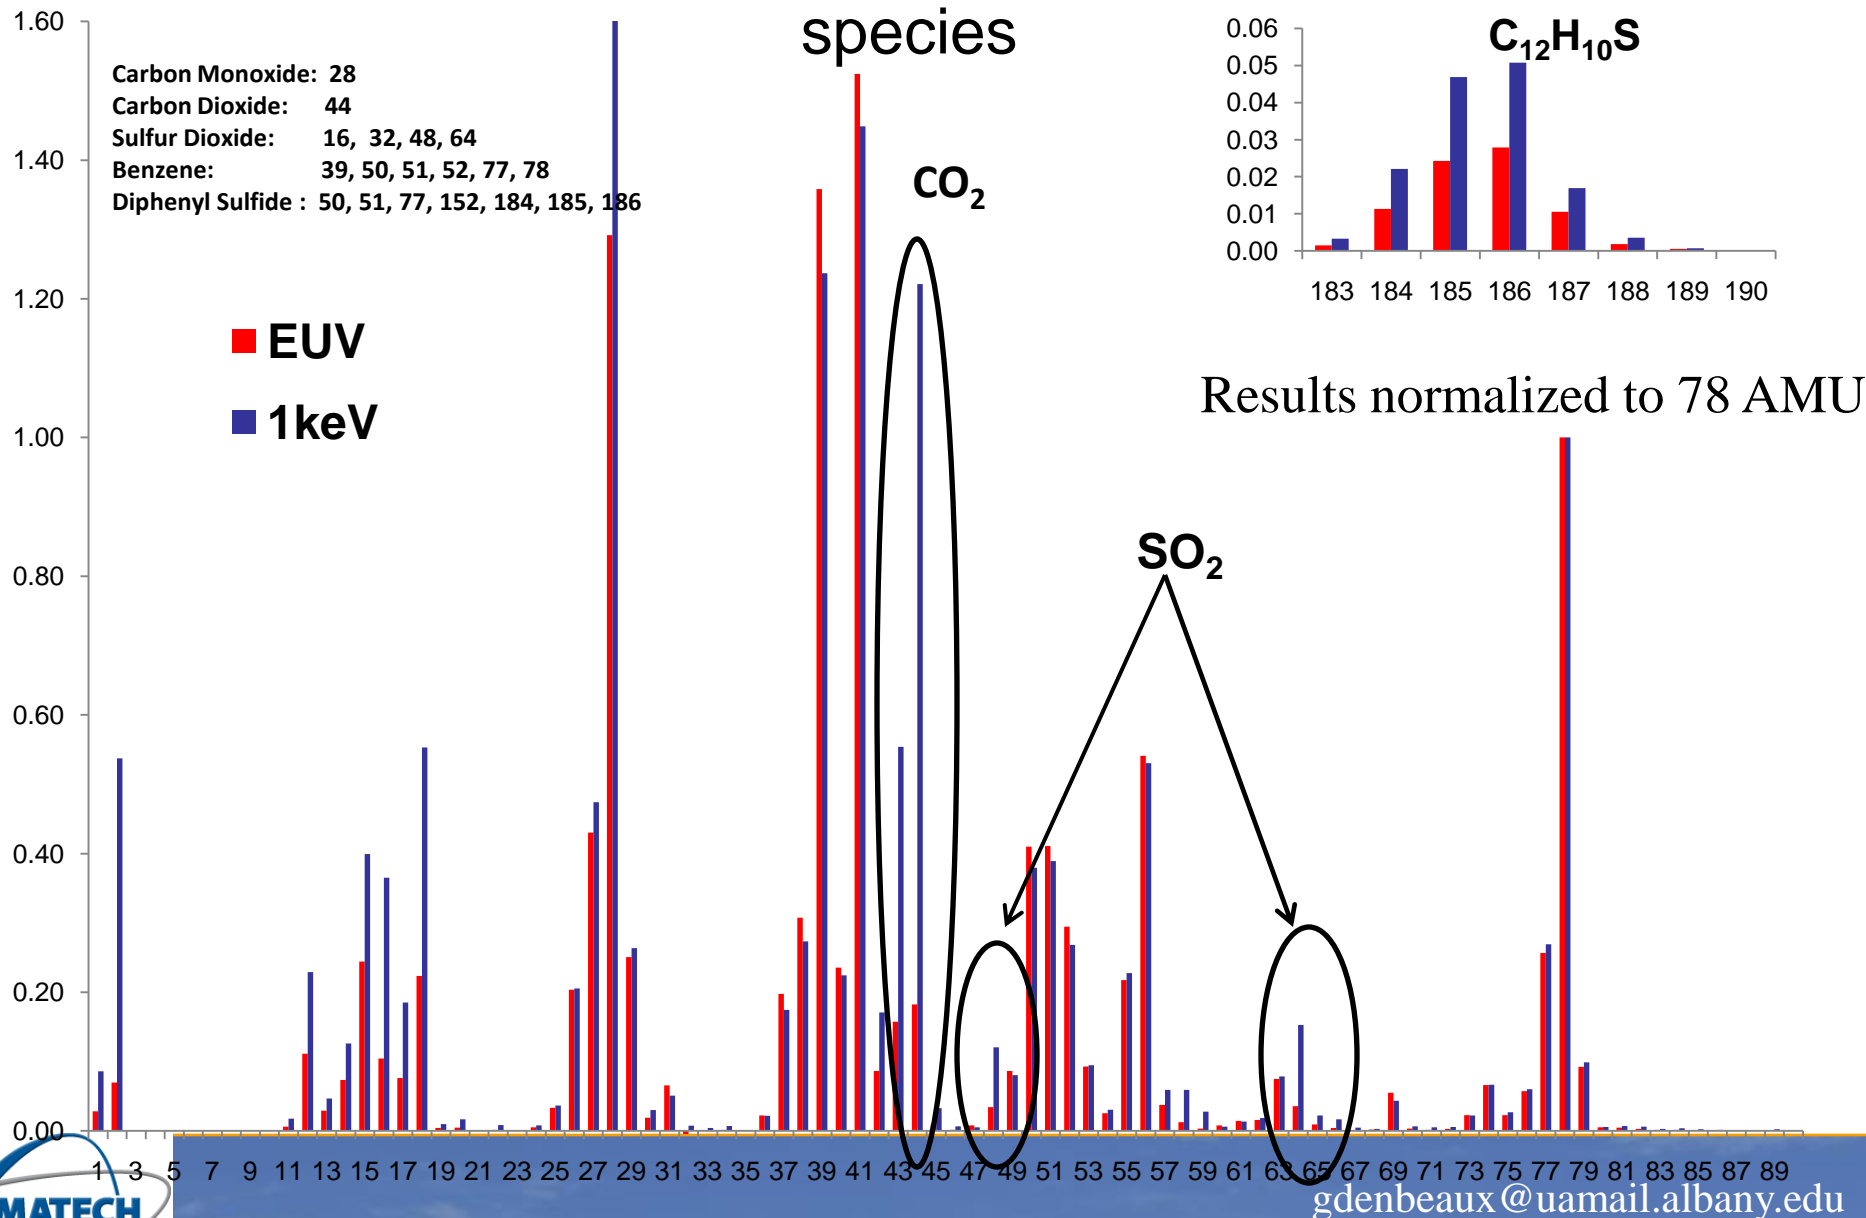 species
Carbon Monoxide: 28
Carbon Dioxide: 44
Sulfur Dioxide: 16, 32, 48, 64
Benzene: 39, 50, 51, 52, 77, 78
Diphenyl Sulfide : 50, 51, 77, 152, 184, 185, 186
EUV
1keV
CO2
SO2
C12H10S
0.06
0.05
0.04
0.03
0.02
0.01
0.00
183 184 185 186 187 188 189 190
Results normalized to 78 AMU
1.60
1.40
1.20
1.00
0.80
0.60
0.40
0.20
0.00
1 3 5 7 9 11 13 15 17 19 21 23 25 27 29 31 33 35 37 39 41 43 45 47 49 51 53 55 57 59 61 63 65 67 69 71 73 75 77 79 81 83 85 87 89
MATECH
gdenbeaux@uamail.albany.edu